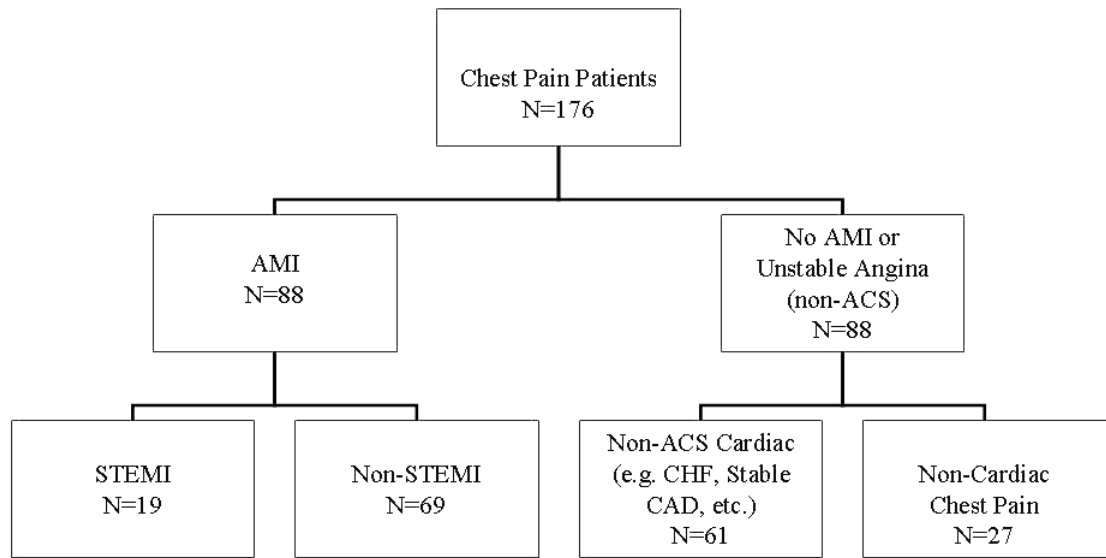 Chest Pain Patients
N=176
AMI
N=88
No AMI or
Unstable Angina
(non-ACS)
N=88
STEMI
N=19
Non-STEMI
N=69
Non-ACS Cardiac
(e.g. CHF, Stable
CAD, etc.)
N=61
Non-Cardiac
Chest Pain
N=27